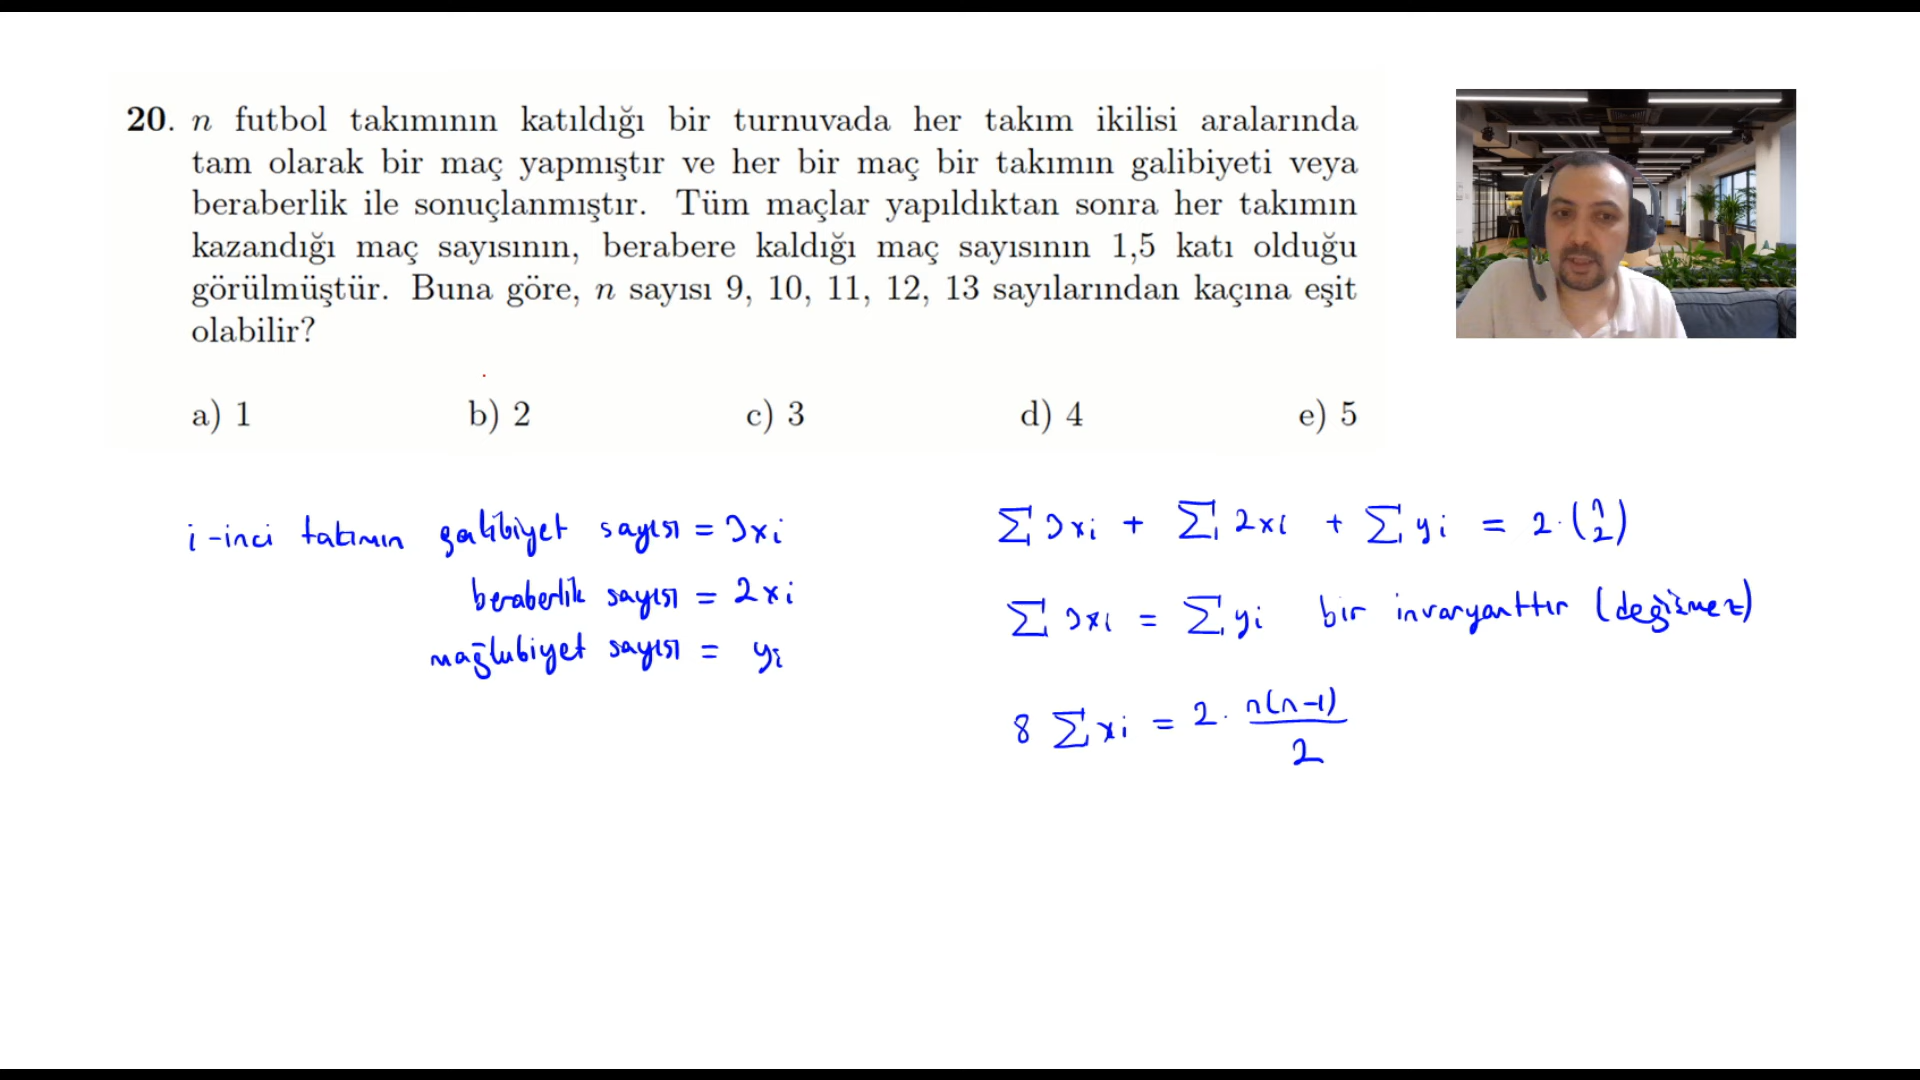 20. n futbol takımının katıldığı bir turnuvada her takım ikilisi aralarında
tam olarak bir maç yapmıştır ve her bir maç bir takımın galibiyeti veya
beraberlik ile sonuçlanmıştır. Tüm maçlar yapıldıktan sonra her takımın
kazandığı maç sayısının, berabere kaldığı maç sayısının 1,5 katı olduğu
görülmüştür. Buna göre, n sayısı 9, 10, 11, 12, 13 sayılarından kaçına eşit
olabilir?
a) 1 b) 2 c) 3 d) 4 e) 5
i-inci takımın galibiyet sayısı = 3xi
beraberlik sayısı = 2xi
mağlubiyet sayısı = yi
∑ 3xi + ∑ 2xi + ∑ yi = 2·(n 2)
∑ 3xi = ∑ yi bir invaryanttır (değişmez)
8 ∑ xi = 2· n(n-1)/2